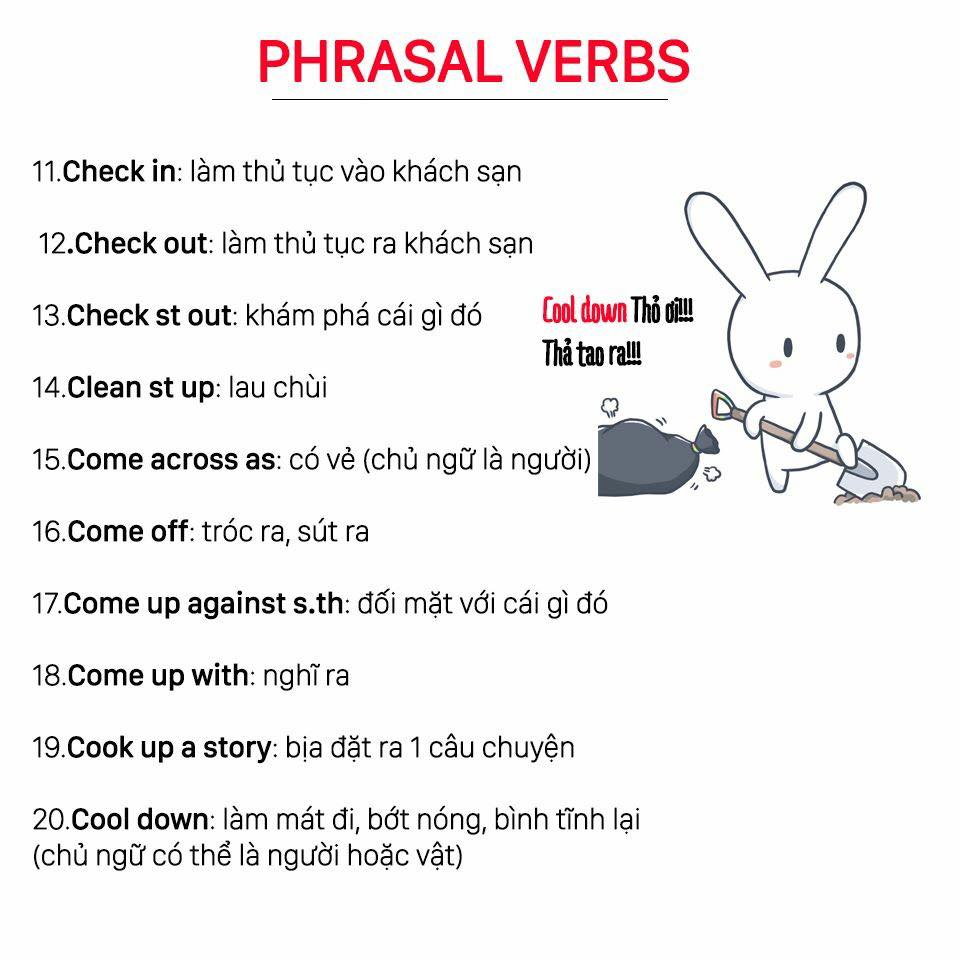 PHRASAL VERBS
11.Check in: làm thủ tục vào khách sạn
12.Check out: làm thủ tục ra khách sạn
13.Check st out: khám phá cái gì đó
Cool down Thỏ ơi!!!
Thả tao ra!!!
14.Clean st up: lau chùi
15.Come across as: có vẻ (chủ ngữ là người)
16.Come off: tróc ra, sút ra
17.Come up against s.th: đối mặt với cái gì đó
18.Come up with: nghĩ ra
19.Cook up a story: bịa đặt ra 1 câu chuyện
20.Cool down: làm mát đi, bớt nóng, bình tĩnh lại
(chủ ngữ có thể là người hoặc vật)